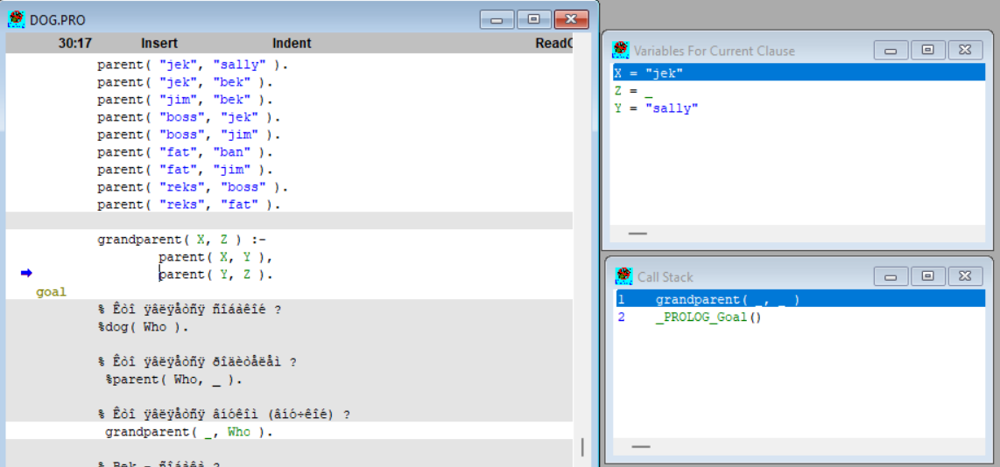 DOG.PRO
30:17 Insert Indent ReadO
parent( "jek", "sally" ).
parent( "jek", "bek" ).
parent( "jim", "bek" ).
parent( "boss", "jek" ).
parent( "boss", "jim" ).
parent( "fat", "ban" ).
parent( "fat", "jim" ).
parent( "reks", "boss" ).
parent( "reks", "fat" ).
grandparent( X, Z ) :-
parent( X, Y ),
parent( Y, Z ).
goal
% Êòî ÿâëÿåòñÿ ñîáàêîé ?
%dog( Who ).
% Êòî ÿâëÿåòñÿ ðîäèòåëåì ?
%parent( Who, _ ).
% Êòî ÿâëÿåòñÿ âíóêîì (âíó÷êîé) ?
grandparent( _, Who ).
% Bek - ñîáàêà ?
Variables For Current Clause
X = "jek"
Z = _
Y = "sally"
Call Stack
1 grandparent( _, _ )
2 _PROLOG_Goal()